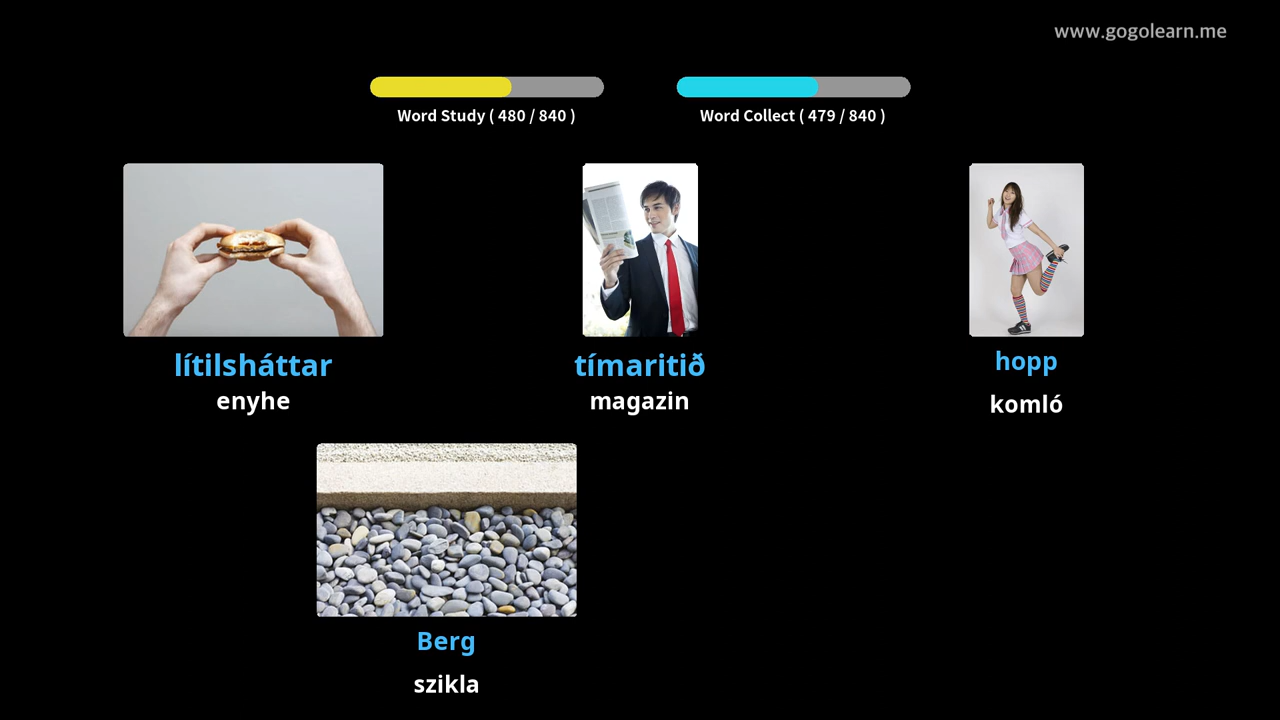 www.gogolearn.me
Word Study ( 480 / 840 )
Word Collect ( 479 / 840 )
lítilsháttar
enyhe
tímaritið
magazin
hopp
komló
Berg
szikla